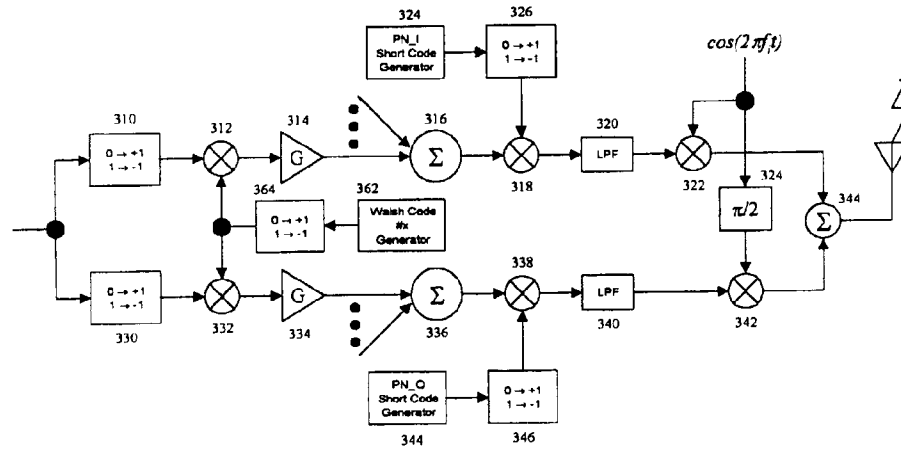 324
326
PN_I
Short Code
Generator
0 → +1
1 → -1
cos(2πfᵢt)
310
312
314
316
320
0 → +1
1 → -1
G
Σ
LPF
318
322
324
364
362
π/2
344
0 → +1
1 → -1
Walsh Code
#x
Generator
Σ
338
0 → +1
1 → -1
G
Σ
LPF
330
332
334
336
340
342
PN_Q
Short Code
Generator
0 → +1
1 → -1
344
346